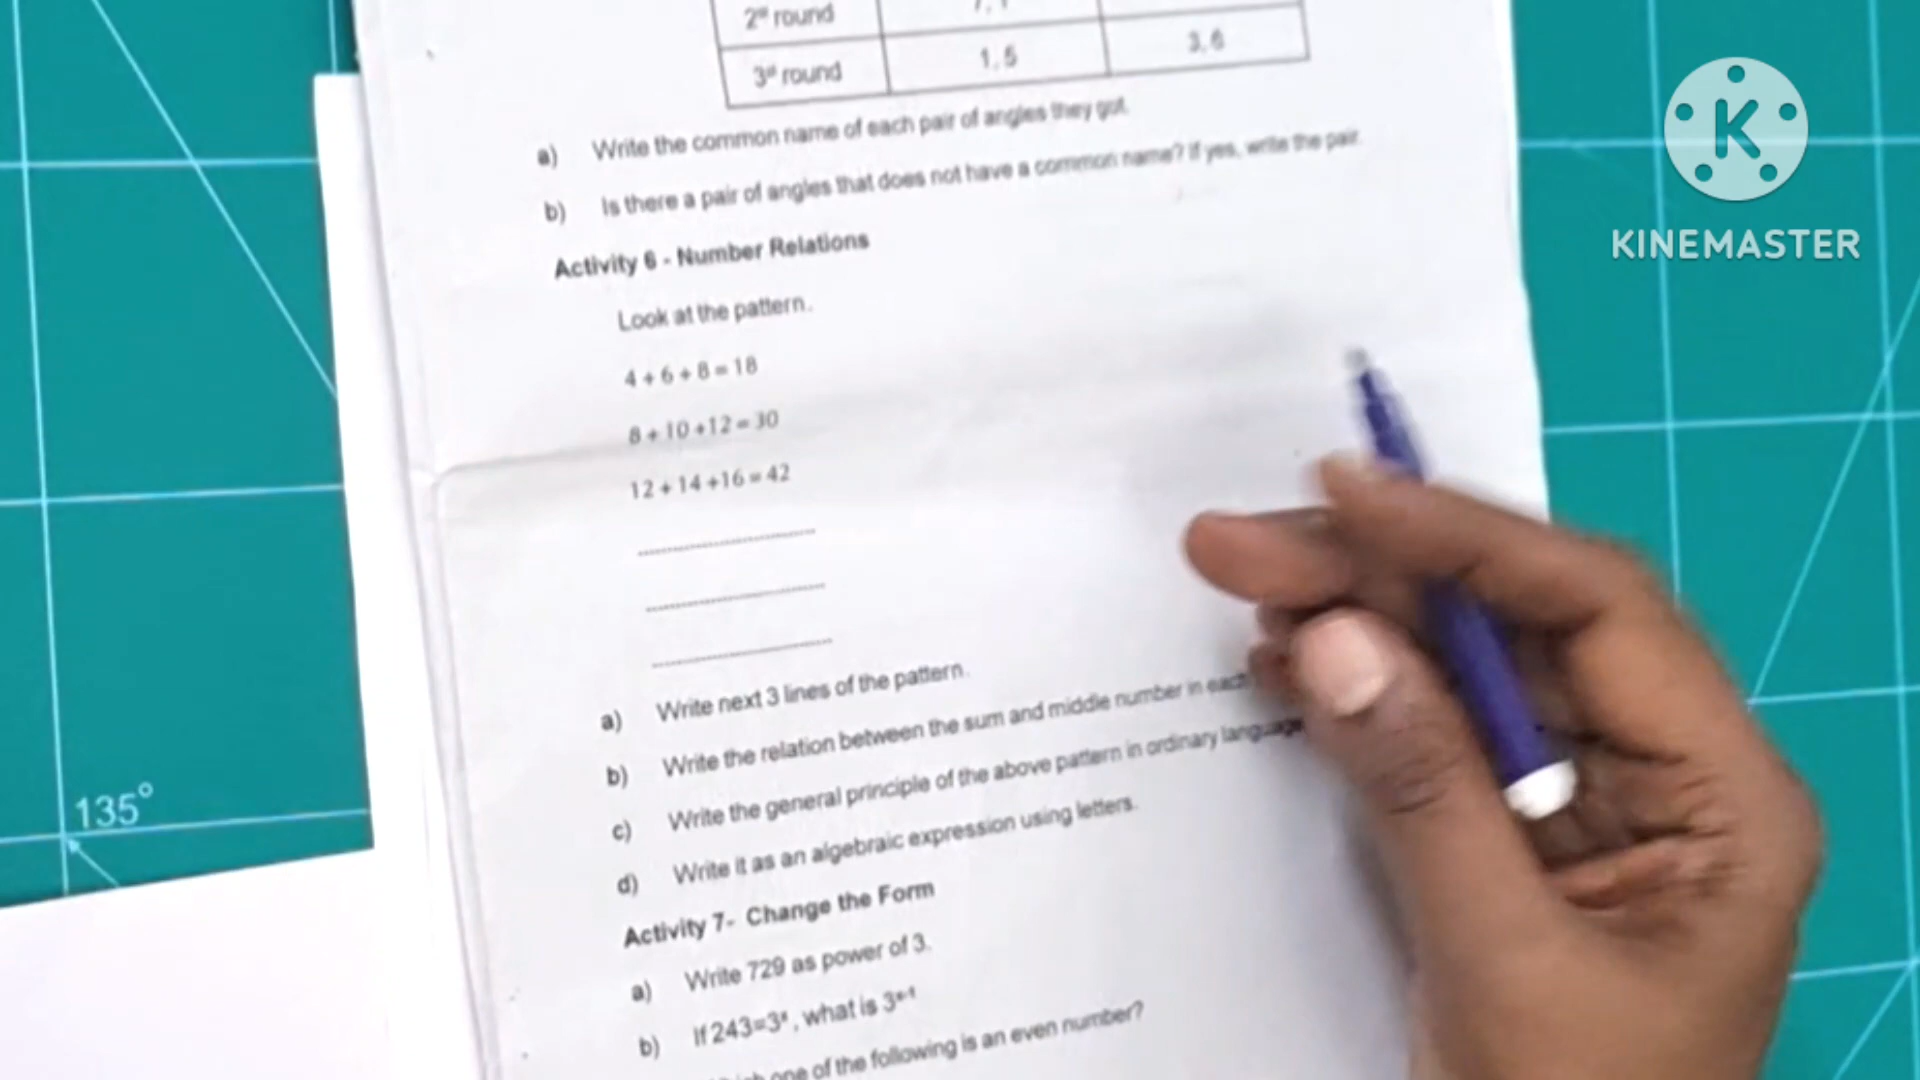 2ⁿᵈ round
3ˢᵗ round 1, 5 3, 6
a) Write the common name of each pair of angles they got.
b) Is there a pair of angles that does not have a common name? If yes, write the pair.
Activity 6 - Number Relations
Look at the pattern.
4 + 6 + 8 = 18
8 + 10 +12 = 30
12 + 14 +16 = 42
a) Write next 3 lines of the pattern.
b) Write the relation between the sum and middle number in each
c) Write the general principle of the above pattern in ordinary language
d) Write it as an algebraic expression using letters.
Activity 7- Change the Form
a) Write 729 as power of 3.
b) If 243=3ˣ, what is 3ˣ⁻¹
one of the following is an even number?
135°
K
KINEMASTER